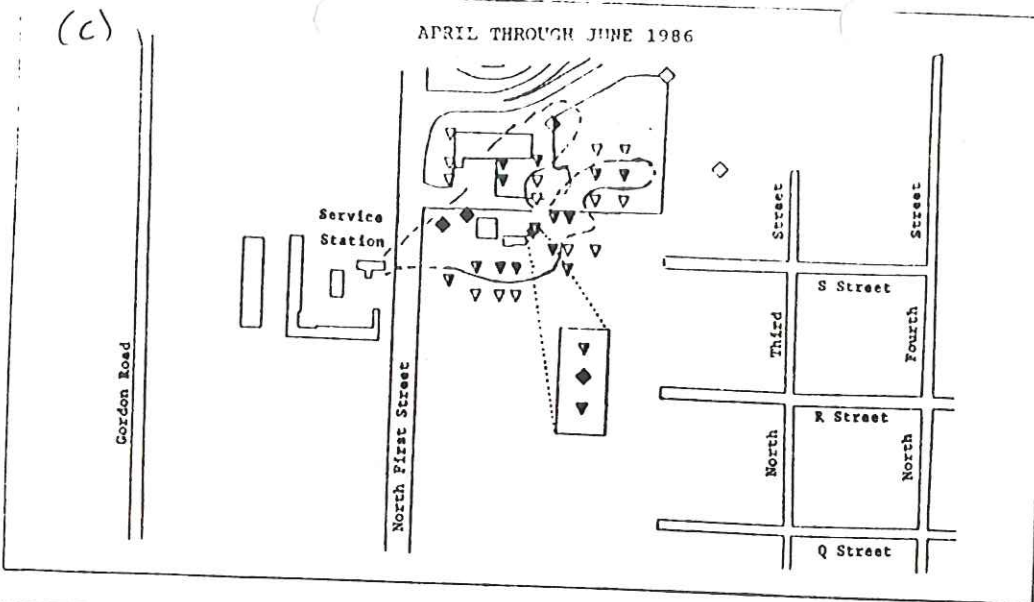 (C)
APRIL THROUGH JUNE 1986
Service
Station
Gordon Road
North First Street
North
Third
Street
North
Fourth
Street
S Street
R Street
Q Street